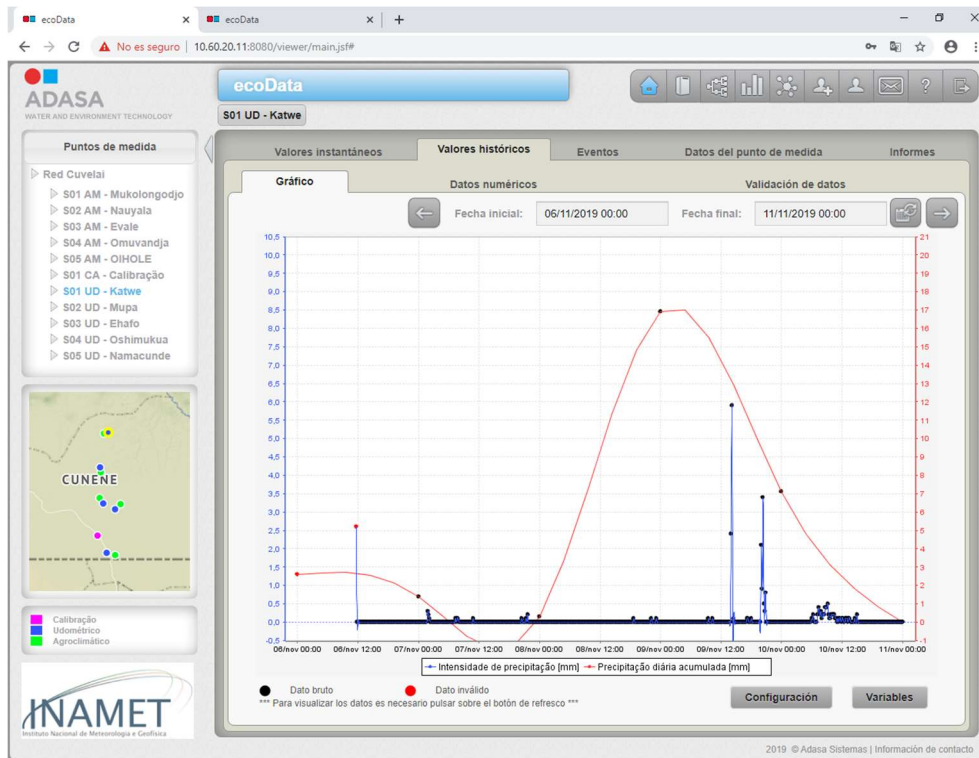 ecoData
ecoData
No es seguro | 10.60.20.11:8080/viewer/main.jsf#
ADASA
WATER AND ENVIRONMENT TECHNOLOGY
ecoData
S01 UD - Katwe
Puntos de medida
Red Cuvelai
S01 AM - Mukolongodjo
S02 AM - Nauyala
S03 AM - Evale
S04 AM - Omuvandja
S05 AM - OIHOLE
S01 CA - Calibração
S01 UD - Katwe
S02 UD - Mupa
S03 UD - Ehafo
S04 UD - Oshimukua
S05 UD - Namacunde
CUNENE
Calibração
Udométrico
Agroclimático
INAMET
Instituto Nacional de Meteorologia e Geofísica
Valores instantáneos Valores históricos Eventos Datos del punto de medida Informes
Gráfico Datos numéricos Validación de datos
Fecha inicial: 06/11/2019 00:00 Fecha final: 11/11/2019 00:00
10,5 21
10,0 20
9,5 19
9,0 18
8,5 17
8,0 16
7,5 15
7,0 14
6,5 13
6,0 12
5,5 11
5,0 10
4,5 9
4,0 8
3,5 7
3,0 6
2,5 5
2,0 4
1,5 3
1,0 2
0,5 1
0,0 0
-0,5 -1
06/nov 00:00 06/nov 12:00 07/nov 00:00 07/nov 12:00 08/nov 00:00 08/nov 12:00 09/nov 00:00 09/nov 12:00 10/nov 00:00 10/nov 12:00 11/nov 00:00
Intensidade de precipitação [mm] Precipitação diária acumulada [mm]
Dato bruto Dato inválido
*** Para visualizar los datos es necesario pulsar sobre el botón de refresco ***
Configuración Variables
2019 © Adasa Sistemas | Información de contacto